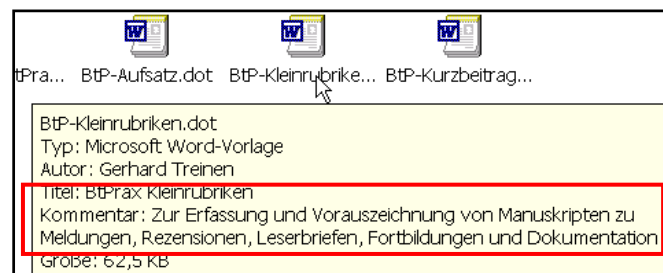 tPra... BtP-Aufsatz.dot BtP-Kleinrubrike... BtP-Kurzbeitrag...
BtP-Kleinrubriken.dot
Typ: Microsoft Word-Vorlage
Autor: Gerhard Treinen
Titel: BtPrax Kleinrubriken
Kommentar: Zur Erfassung und Vorauszeichnung von Manuskripten zu
Meldungen, Rezensionen, Leserbriefen, Fortbildungen und Dokumentation
Größe: 62,5 KB